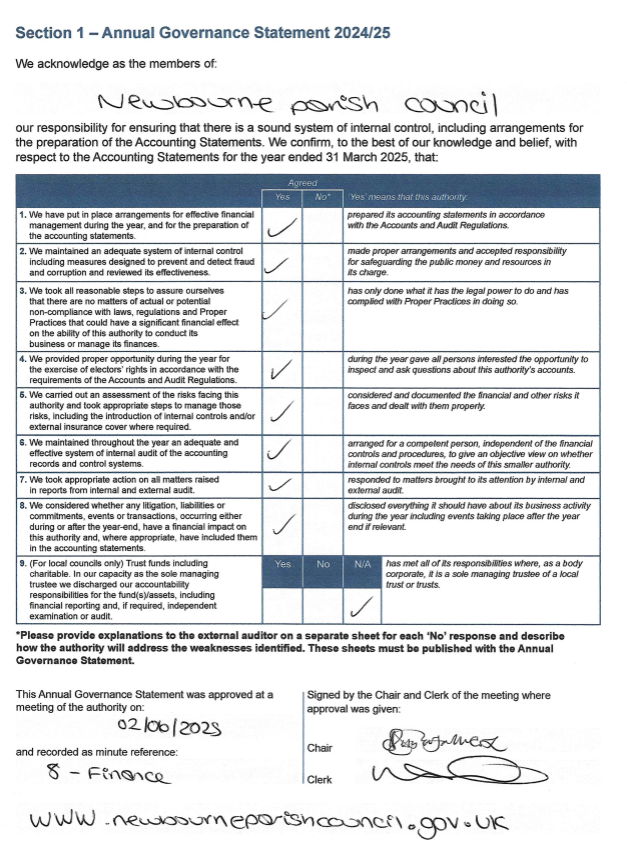 Section 1 – Annual Governance Statement 2024/25
We acknowledge as the members of:
Newbourne parish council
our responsibility for ensuring that there is a sound system of internal control, including arrangements for
the preparation of the Accounting Statements. We confirm, to the best of our knowledge and belief, with
respect to the Accounting Statements for the year ended 31 March 2025, that:
Agreed
Yes No* 'Yes' means that this authority:
1. We have put in place arrangements for effective financial
management during the year, and for the preparation of
the accounting statements.
prepared its accounting statements in accordance
with the Accounts and Audit Regulations.
2. We maintained an adequate system of internal control
including measures designed to prevent and detect fraud
and corruption and reviewed its effectiveness.
made proper arrangements and accepted responsibility
for safeguarding the public money and resources in
its charge.
3. We took all reasonable steps to assure ourselves
that there are no matters of actual or potential
non-compliance with laws, regulations and Proper
Practices that could have a significant financial effect
on the ability of this authority to conduct its
business or manage its finances.
has only done what it has the legal power to do and has
complied with Proper Practices in doing so.
4. We provided proper opportunity during the year for
the exercise of electors' rights in accordance with the
requirements of the Accounts and Audit Regulations.
during the year gave all persons interested the opportunity to
inspect and ask questions about this authority's accounts.
5. We carried out an assessment of the risks facing this
authority and took appropriate steps to manage those
risks, including the introduction of internal controls and/or
external insurance cover where required.
considered and documented the financial and other risks it
faces and dealt with them properly.
6. We maintained throughout the year an adequate and
effective system of internal audit of the accounting
records and control systems.
arranged for a competent person, independent of the financial
controls and procedures, to give an objective view on whether
internal controls meet the needs of this smaller authority.
7. We took appropriate action on all matters raised
in reports from internal and external audit.
responded to matters brought to its attention by internal and
external audit.
8. We considered whether any litigation, liabilities or
commitments, events or transactions, occurring either
during or after the year-end, have a financial impact on
this authority and, where appropriate, have included them
in the accounting statements.
disclosed everything it should have about its business activity
during the year including events taking place after the year
end if relevant.
9. (For local councils only) Trust funds including
charitable. In our capacity as the sole managing
trustee we discharged our accountability
responsibilities for the fund(s)/assets, including
financial reporting and, if required, independent
examination or audit.
Yes No N/A
has met all of its responsibilities where, as a body
corporate, it is a sole managing trustee of a local
trust or trusts.
*Please provide explanations to the external auditor on a separate sheet for each 'No' response and describe
how the authority will address the weaknesses identified. These sheets must be published with the Annual
Governance Statement.
This Annual Governance Statement was approved at a
meeting of the authority on:
02/06/2025
and recorded as minute reference:
8 - Finance
Signed by the Chair and Clerk of the meeting where
approval was given:
Chair
Clerk
www.newbourneparishcouncil.gov.uk